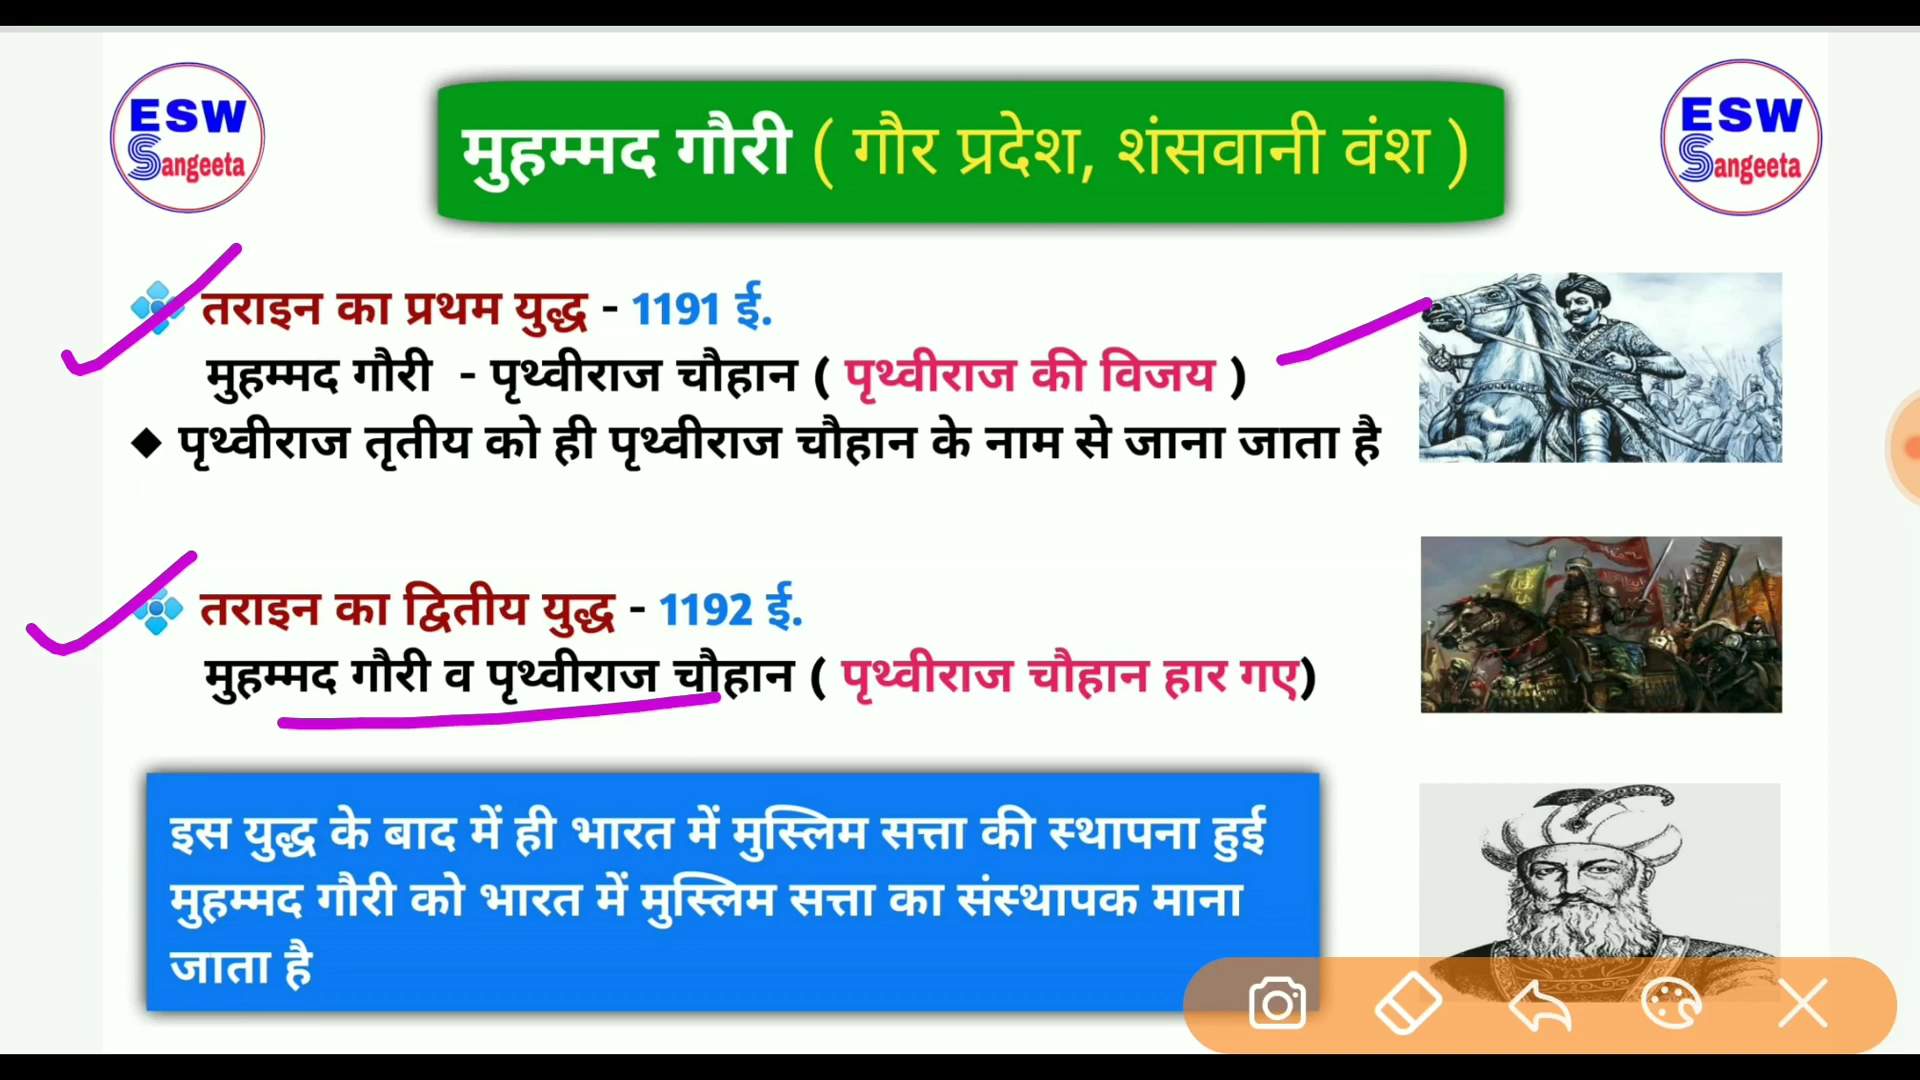 ESW
Sangeeta
मुहम्मद गौरी ( गौर प्रदेश, शंसवानी वंश )
ESW
Sangeeta
तराइन का प्रथम युद्ध - 1191 ई.
मुहम्मद गौरी - पृथ्वीराज चौहान ( पृथ्वीराज की विजय )
◆ पृथ्वीराज तृतीय को ही पृथ्वीराज चौहान के नाम से जाना जाता है
तराइन का द्वितीय युद्ध - 1192 ई.
मुहम्मद गौरी व पृथ्वीराज चौहान ( पृथ्वीराज चौहान हार गए)
इस युद्ध के बाद में ही भारत में मुस्लिम सत्ता की स्थापना हुई
मुहम्मद गौरी को भारत में मुस्लिम सत्ता का संस्थापक माना
जाता है